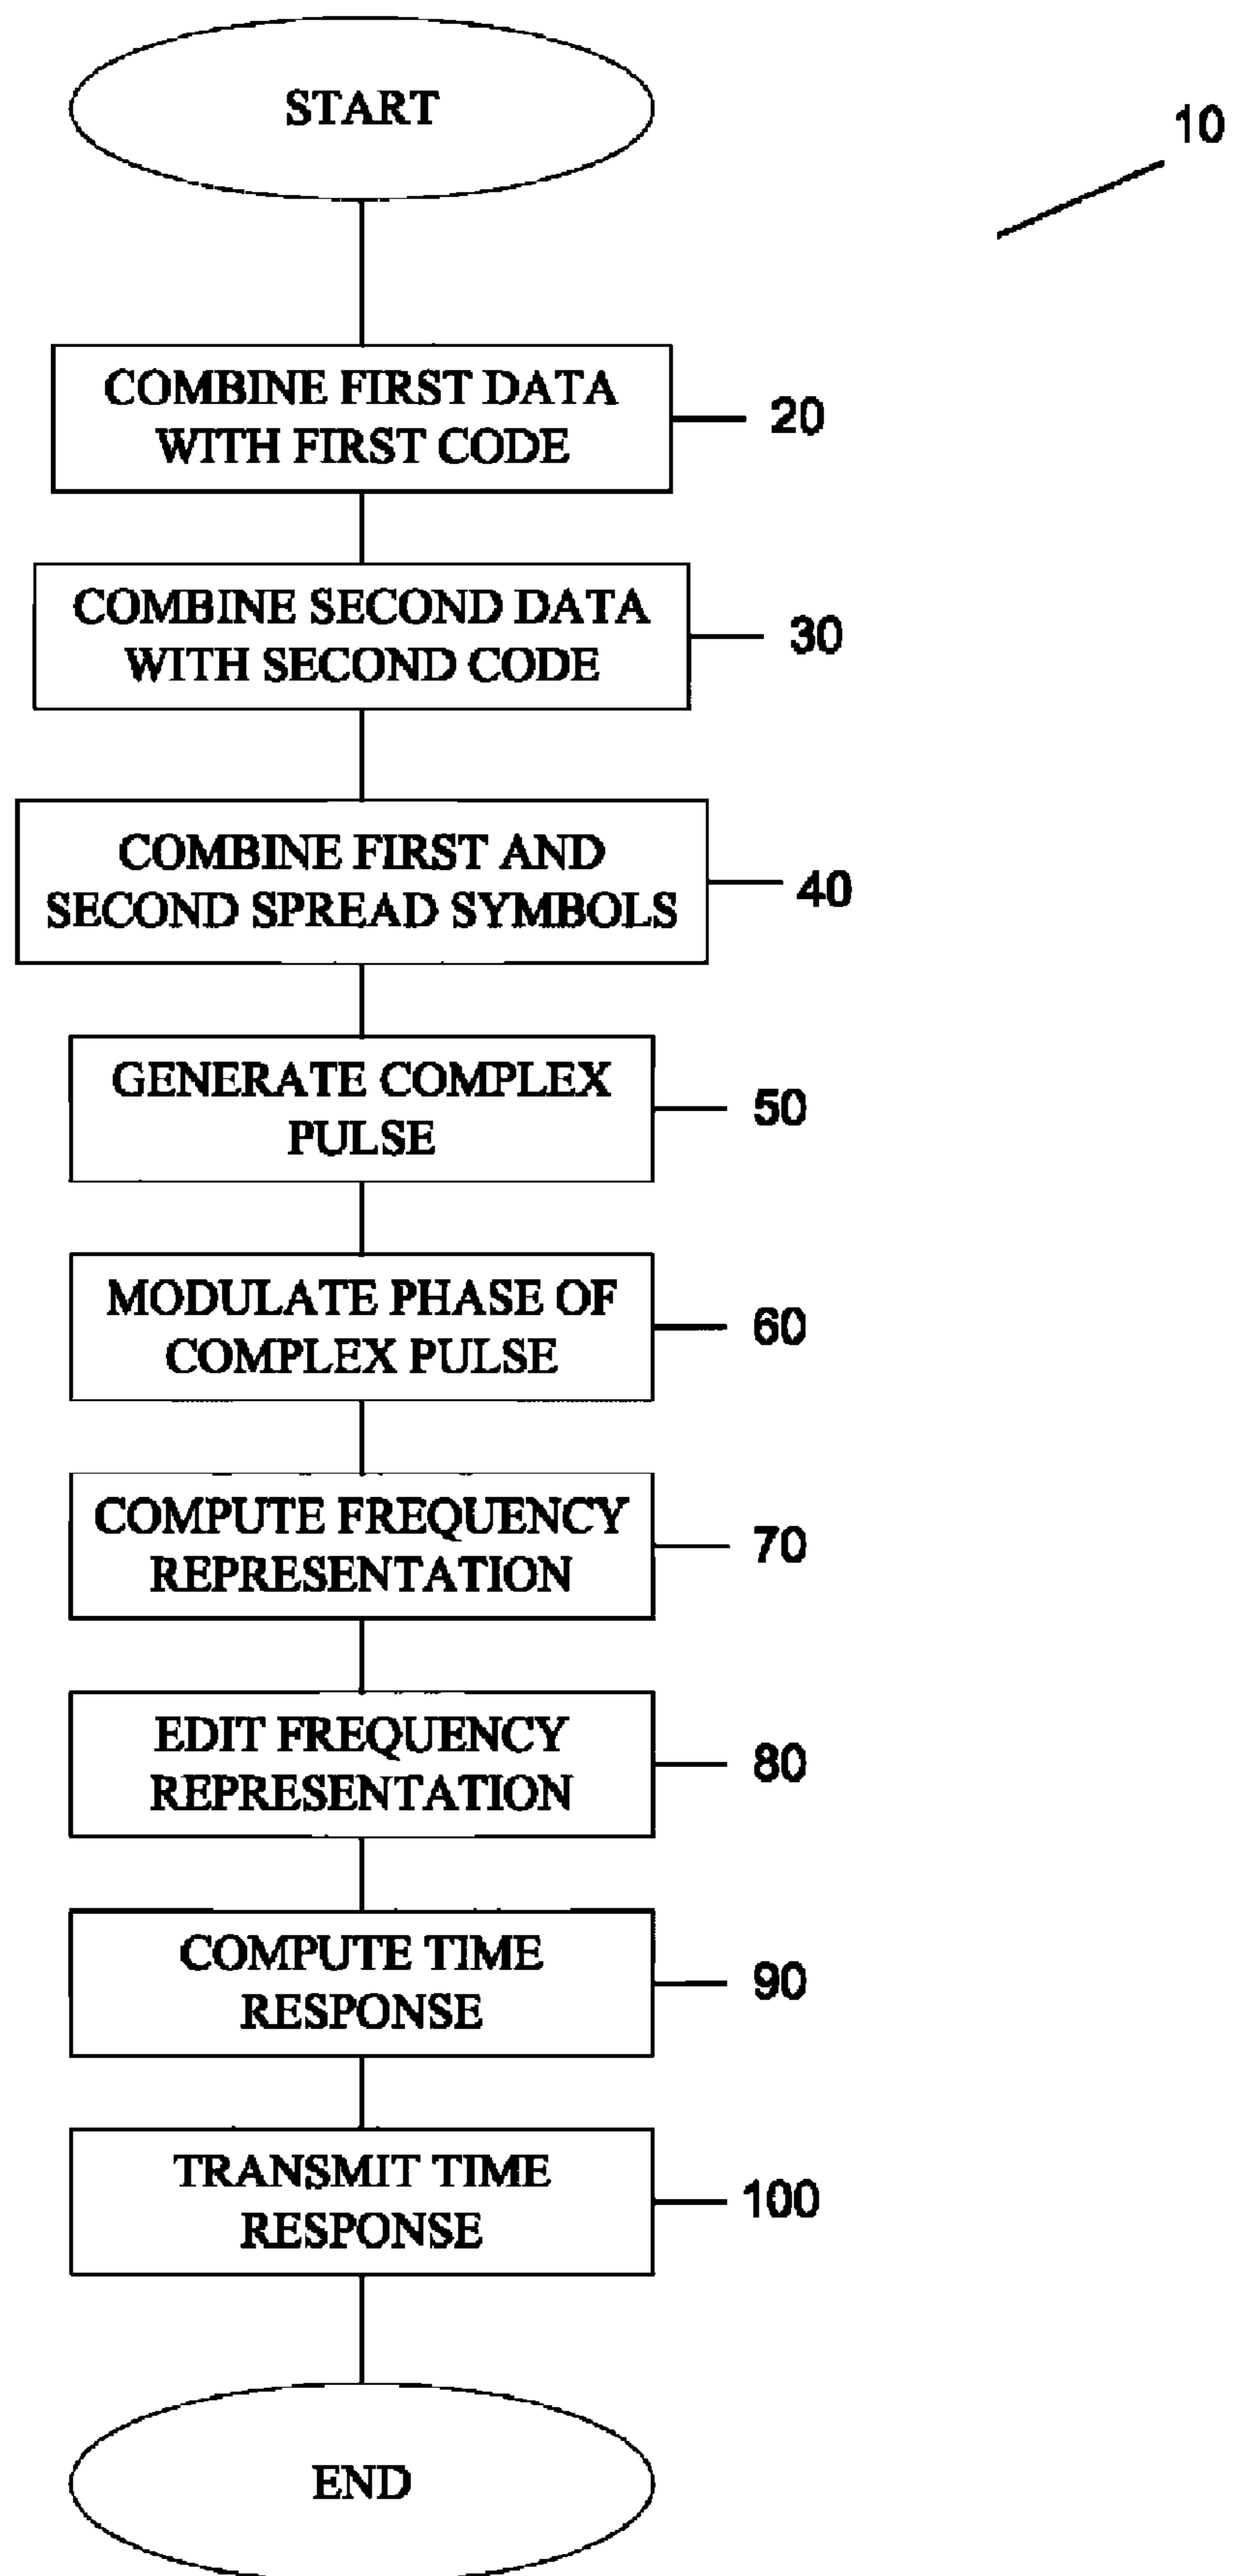 START
10
COMBINE FIRST DATA
WITH FIRST CODE
20
COMBINE SECOND DATA
WITH SECOND CODE
30
COMBINE FIRST AND
SECOND SPREAD SYMBOLS
40
GENERATE COMPLEX
PULSE
50
MODULATE PHASE OF
COMPLEX PULSE
60
COMPUTE FREQUENCY
REPRESENTATION
70
EDIT FREQUENCY
REPRESENTATION
80
COMPUTE TIME
RESPONSE
90
TRANSMIT TIME
RESPONSE
100
END